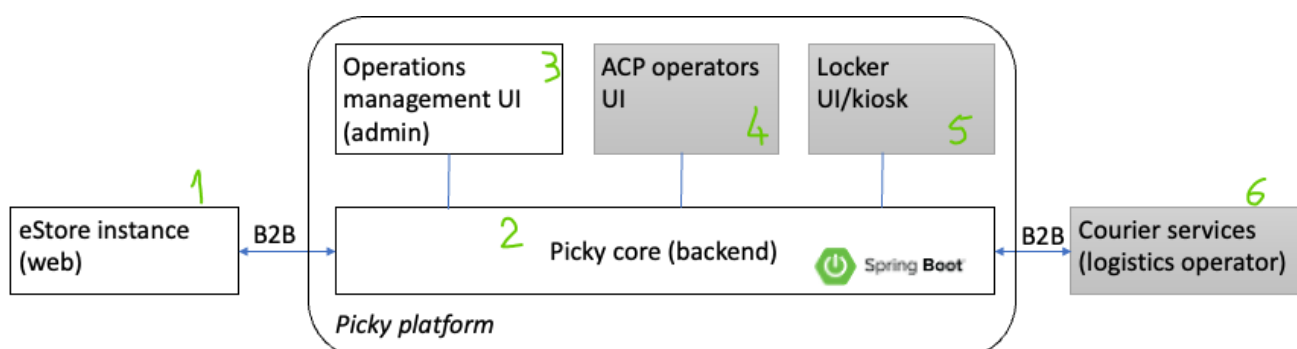 Operations
management UI
(admin)
3
ACP operators
UI
4
Locker
UI/kiosk
5
1
eStore instance
(web)
B2B
2
Picky core (backend)
Spring Boot
B2B
6
Courier services
(logistics operator)
Picky platform